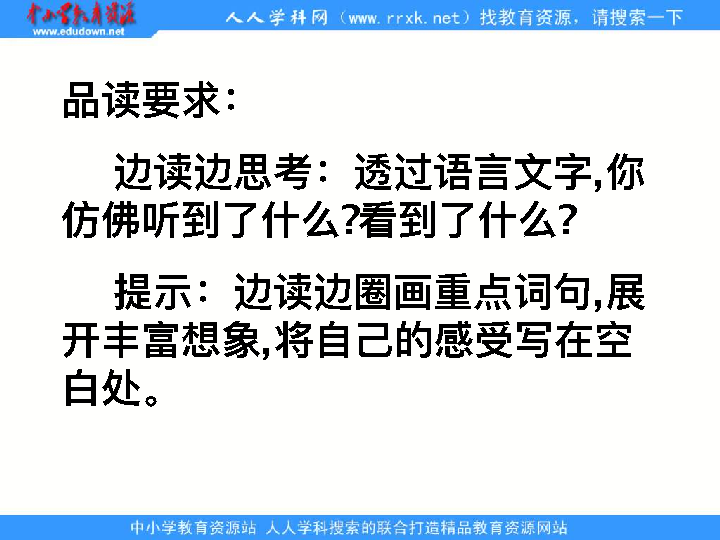 中小学教育资源
www.edudown.net
人人学科网（www.rrxk.net）找教育资源，请搜索一下
品读要求：
边读边思考：透过语言文字,你
仿佛听到了什么?看到了什么?
提示：边读边圈画重点词句,展
开丰富想象,将自己的感受写在空
白处。
中小学教育资源站 人人学科搜索的联合打造精品教育资源网站